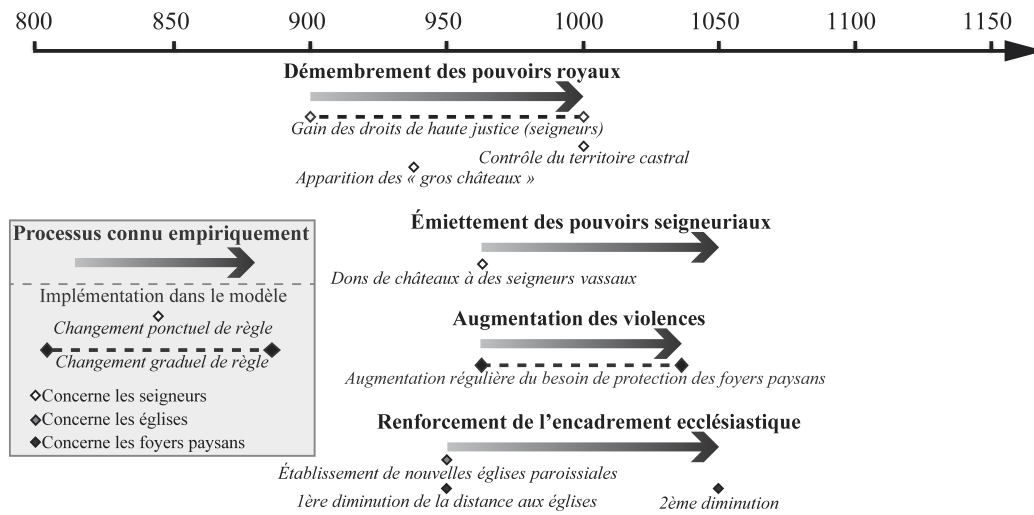 800 850 900 950 1000 1050 1100 1150
Démembrement des pouvoirs royaux
Gain des droits de haute justice (seigneurs)
Contrôle du territoire castral
Apparition des « gros châteaux »
Émiettement des pouvoirs seigneuriaux
Dons de châteaux à des seigneurs vassaux
Augmentation des violences
Augmentation régulière du besoin de protection des foyers paysans
Renforcement de l’encadrement ecclésiastique
Établissement de nouvelles églises paroissiales
1ère diminution de la distance aux églises
2ème diminution
Processus connu empiriquement
Implémentation dans le modèle
Changement ponctuel de règle
Changement graduel de règle
Concerne les seigneurs
Concerne les églises
Concerne les foyers paysans